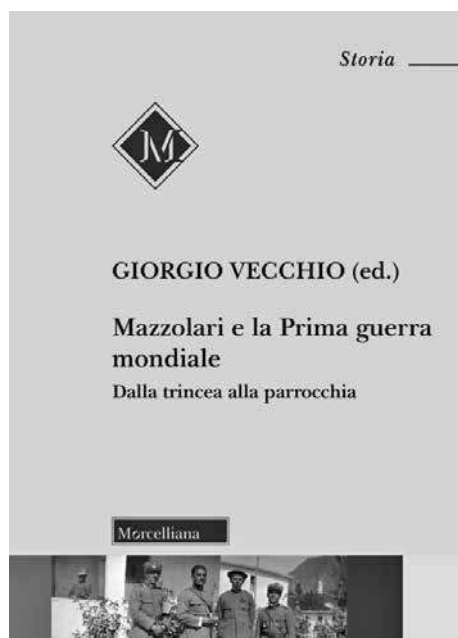 Storia
M
GIORGIO VECCHIO (ed.)
Mazzolari e la Prima guerra
mondiale
Dalla trincea alla parrocchia
Morcelliana